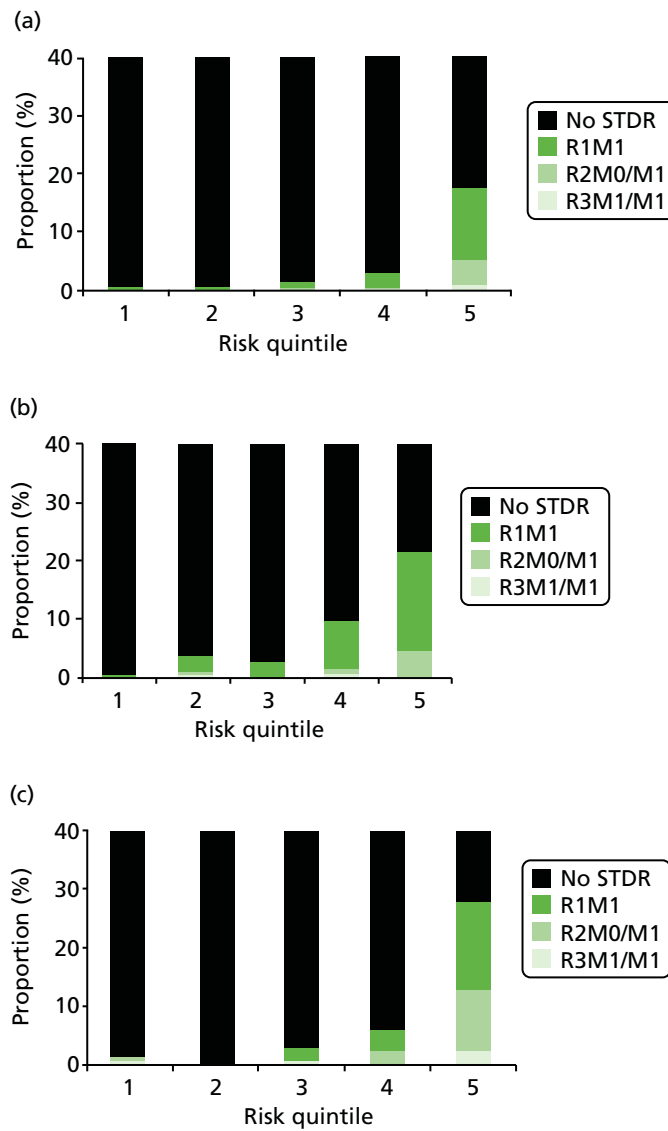 (a)
40
30
20
10
0
Proportion (%)
1 2 3 4 5
Risk quintile
No STDR
R1M1
R2M0/M1
R3M1/M1
(b)
40
30
20
10
0
Proportion (%)
1 2 3 4 5
Risk quintile
No STDR
R1M1
R2M0/M1
R3M1/M1
(c)
40
30
20
10
0
Proportion (%)
1 2 3 4 5
Risk quintile
No STDR
R1M1
R2M0/M1
R3M1/M1